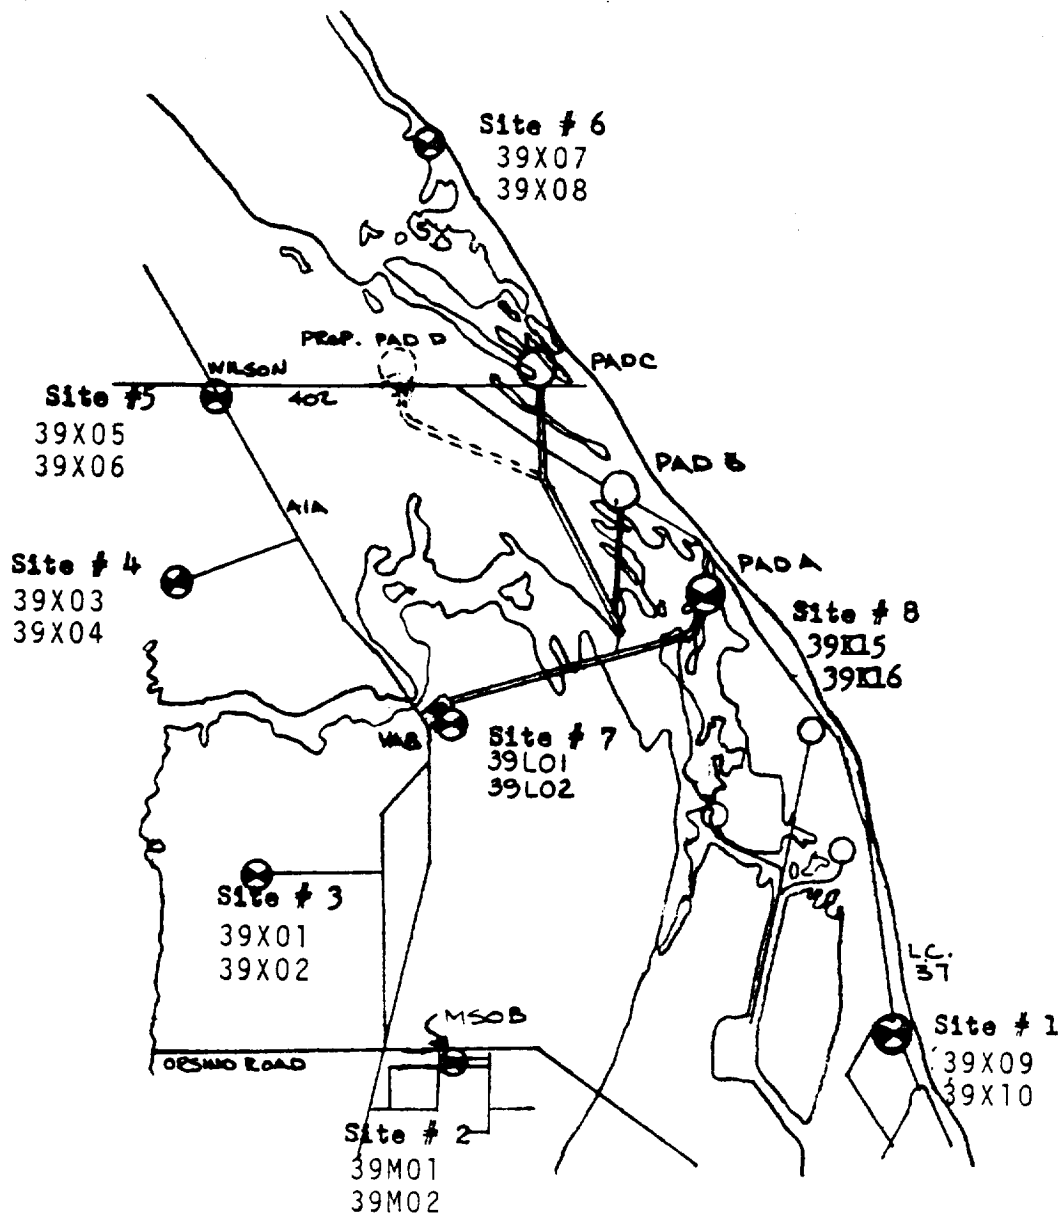 Site # 6
39X07
39X08
PROP. PAD D
PAD C
WILSON
402
Site #5
39X05
39X06
PAD B
A1A
Site # 4
39X03
39X04
PAD A
Site # 8
39K15
39K16
VAB
Site # 7
39L01
39L02
Site # 3
39X01
39X02
L.C.
37
MSOB
Site # 1
39X09
39X10
ORSINO ROAD
Site # 2
39M01
39M02